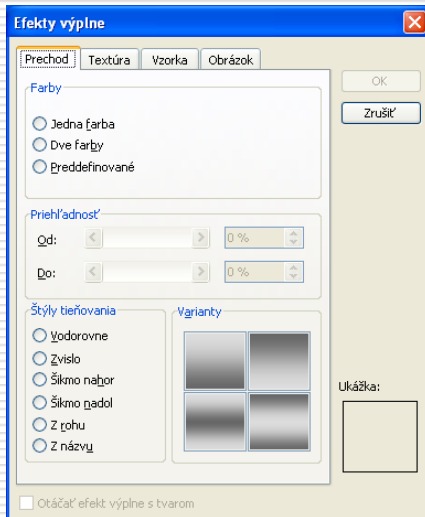 Efekty výplne
Prechod Textúra Vzorka Obrázok
OK
Zrušiť
Farby
Jedna farba
Dve farby
Preddefinované
Priehľadnosť
Od: 0 %
Do: 0 %
Štýly tieňovania
Vodorovne
Zvislo
Šikmo nahor
Šikmo nadol
Z rohu
Z názvu
Varianty
Ukážka:
Otáčať efekt výplne s tvarom